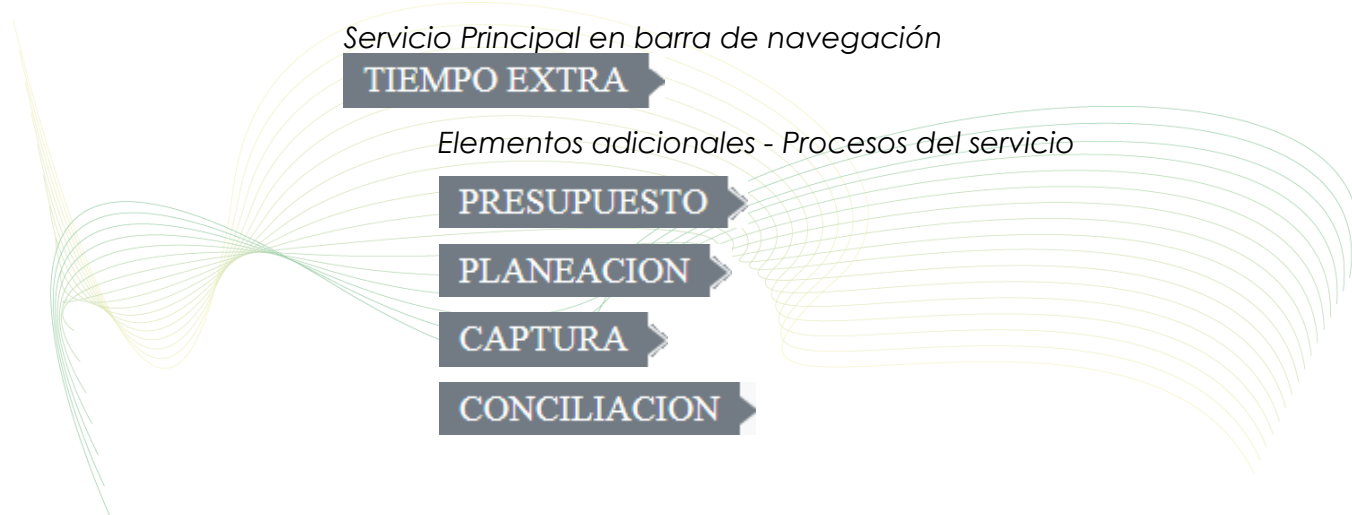 Servicio Principal en barra de navegación
TIEMPO EXTRA
Elementos adicionales - Procesos del servicio
PRESUPUESTO
PLANEACION
CAPTURA
CONCILIACION